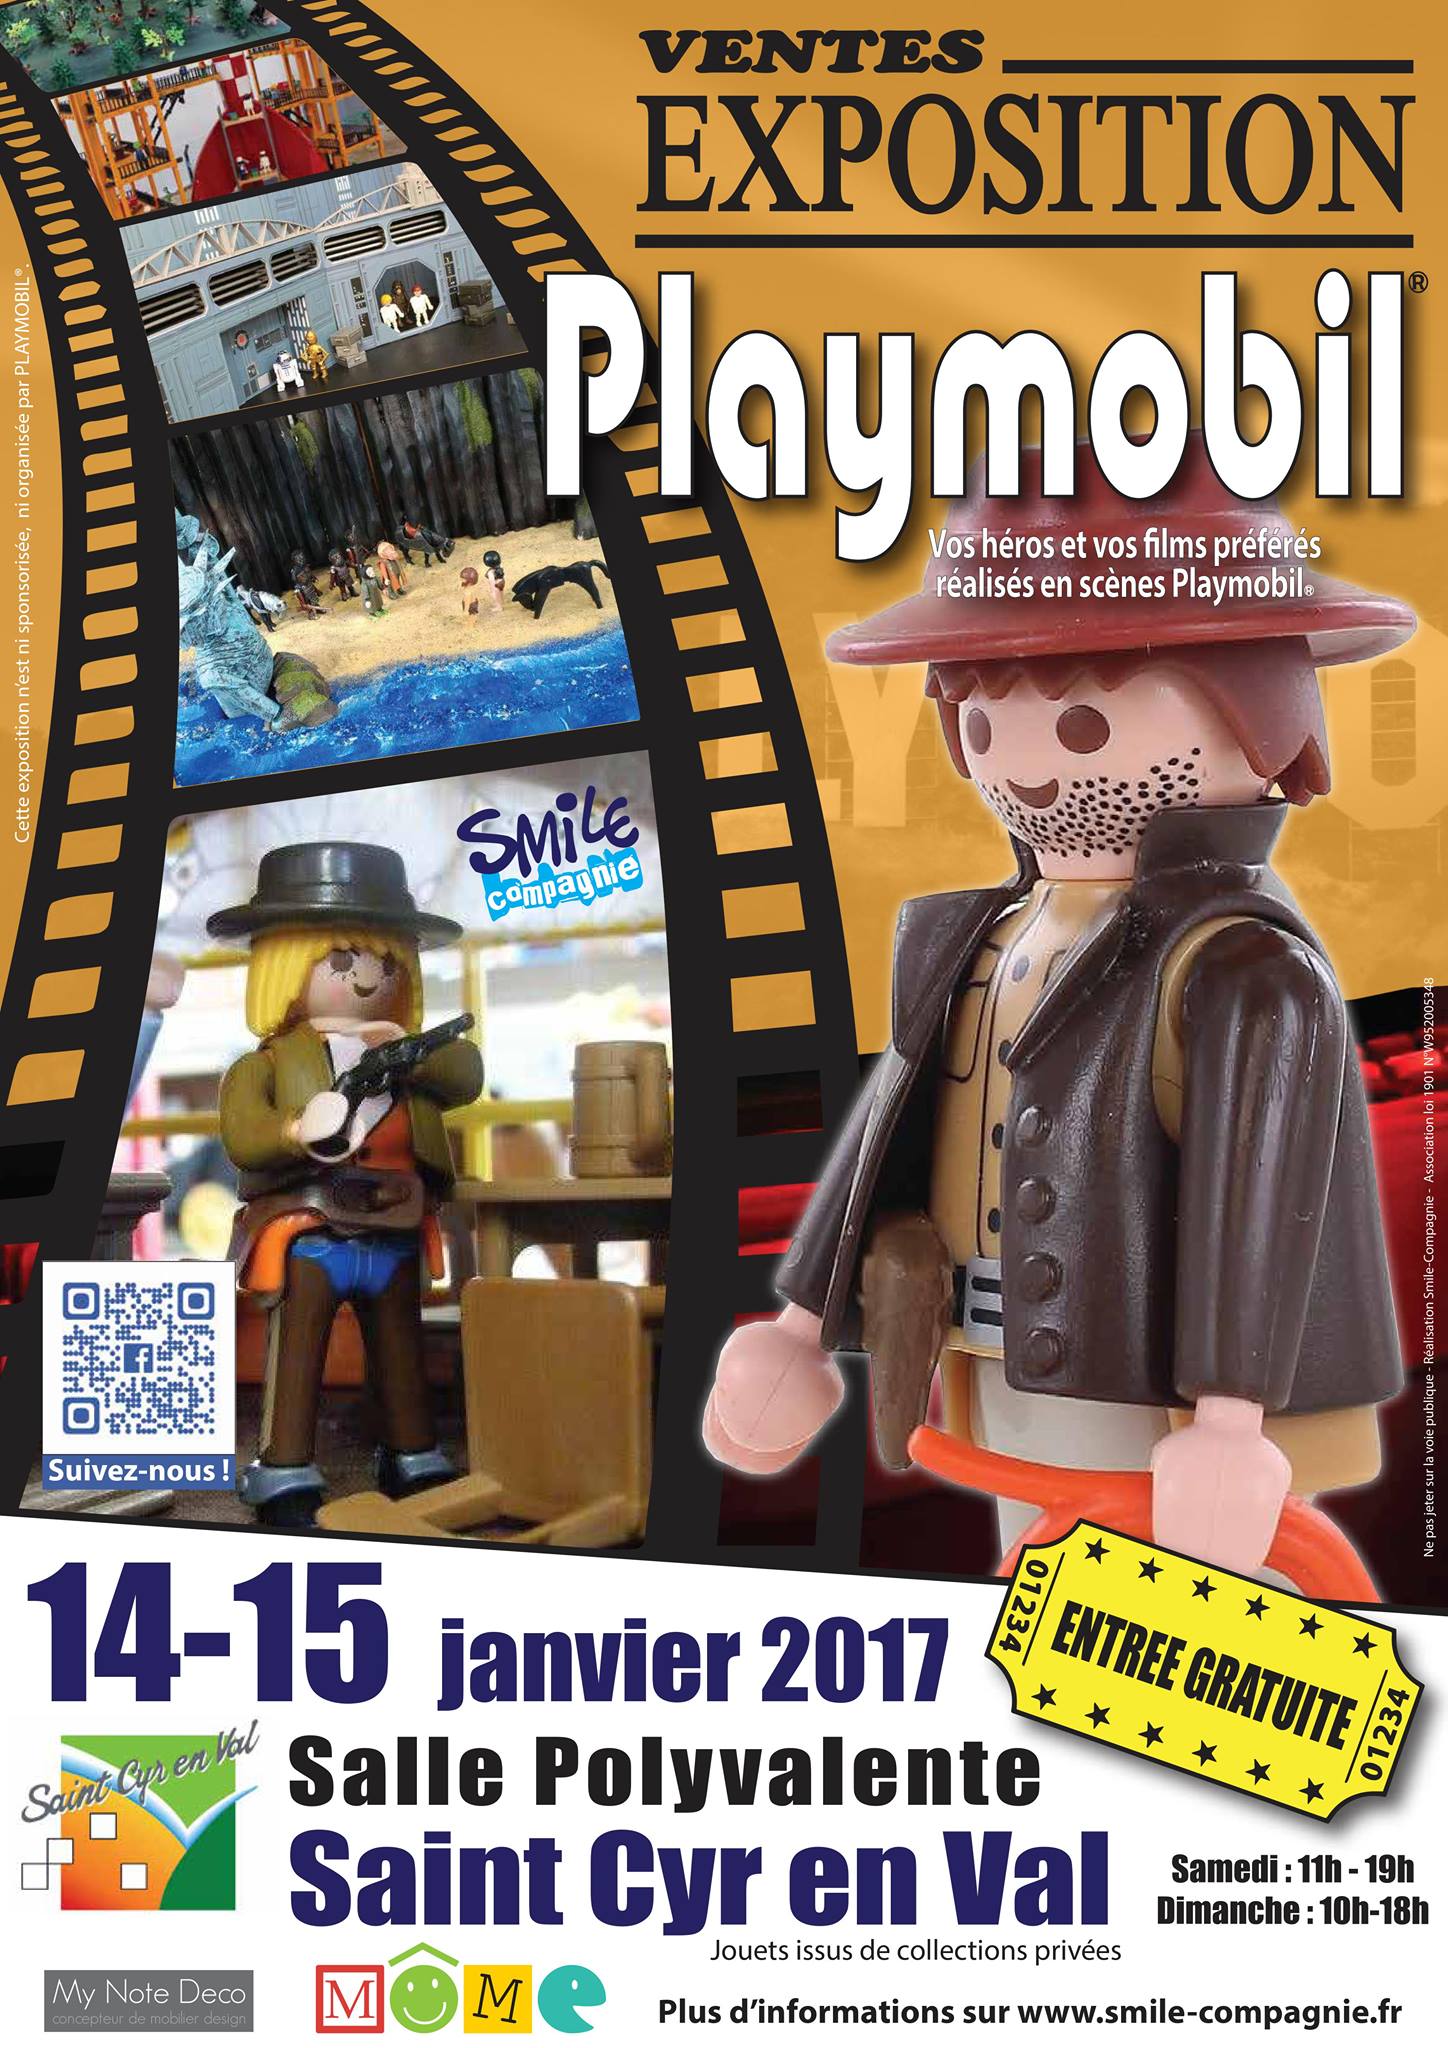 VENTES
EXPOSITION
Playmobil®
Vos héros et vos films préférés
réalisés en scènes Playmobil®
Cette exposition n'est ni sponsorisée, ni organisée par PLAYMOBIL®.
SMiLE
compagnie
Suivez-nous !
Ne pas jeter sur la voie publique - Réalisation Smile-Compagnie - Association loi 1901 N°W952005348
14-15 janvier 2017
01234
ENTREE GRATUITE
01234
Saint Cyr en Val
Salle Polyvalente
Saint Cyr en Val
Samedi : 11h - 19h
Dimanche : 10h-18h
Jouets issus de collections privées
My Note Deco
concepteur de mobilier design
MÔMe
Plus d'informations sur www.smile-compagnie.fr